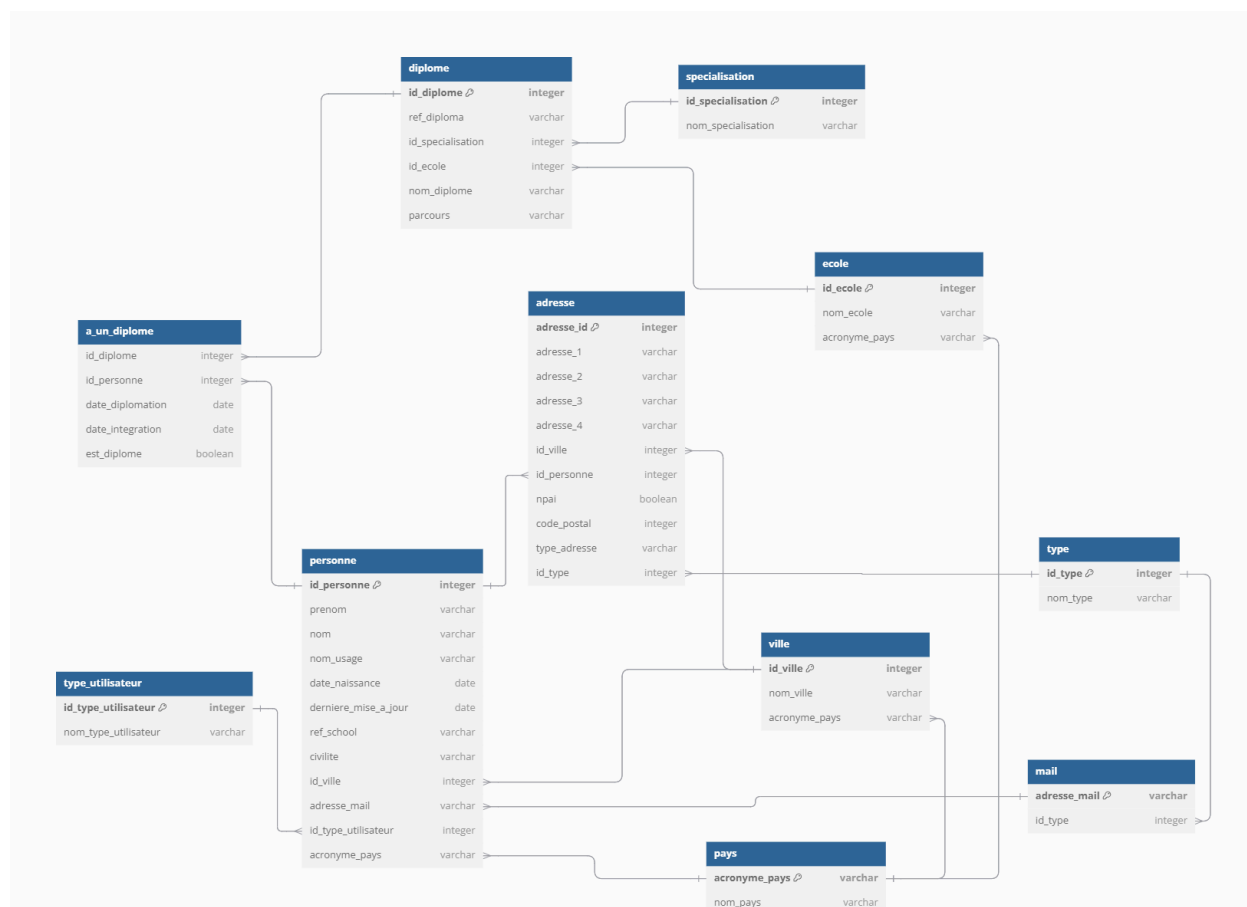 diplome
id_diplome integer
ref_diploma varchar
id_specialisation integer
id_ecole integer
nom_diplome varchar
parcours varchar
specialisation
id_specialisation integer
nom_specialisation varchar
ecole
id_ecole integer
nom_ecole varchar
acronyme_pays varchar
adresse
adresse_id integer
adresse_1 varchar
adresse_2 varchar
adresse_3 varchar
adresse_4 varchar
id_ville integer
id_personne integer
npai boolean
code_postal integer
type_adresse varchar
id_type integer
a_un_diplome
id_diplome integer
id_personne integer
date_diplomation date
date_integration date
est_diplome boolean
type
id_type integer
nom_type varchar
personne
id_personne integer
prenom varchar
nom varchar
nom_usage varchar
date_naissance date
derniere_mise_a_jour date
ref_school varchar
civilite varchar
id_ville integer
adresse_mail varchar
id_type_utilisateur integer
acronyme_pays varchar
ville
id_ville integer
nom_ville varchar
acronyme_pays varchar
type_utilisateur
id_type_utilisateur integer
nom_type_utilisateur varchar
mail
adresse_mail varchar
id_type integer
pays
acronyme_pays varchar
nom_pays varchar